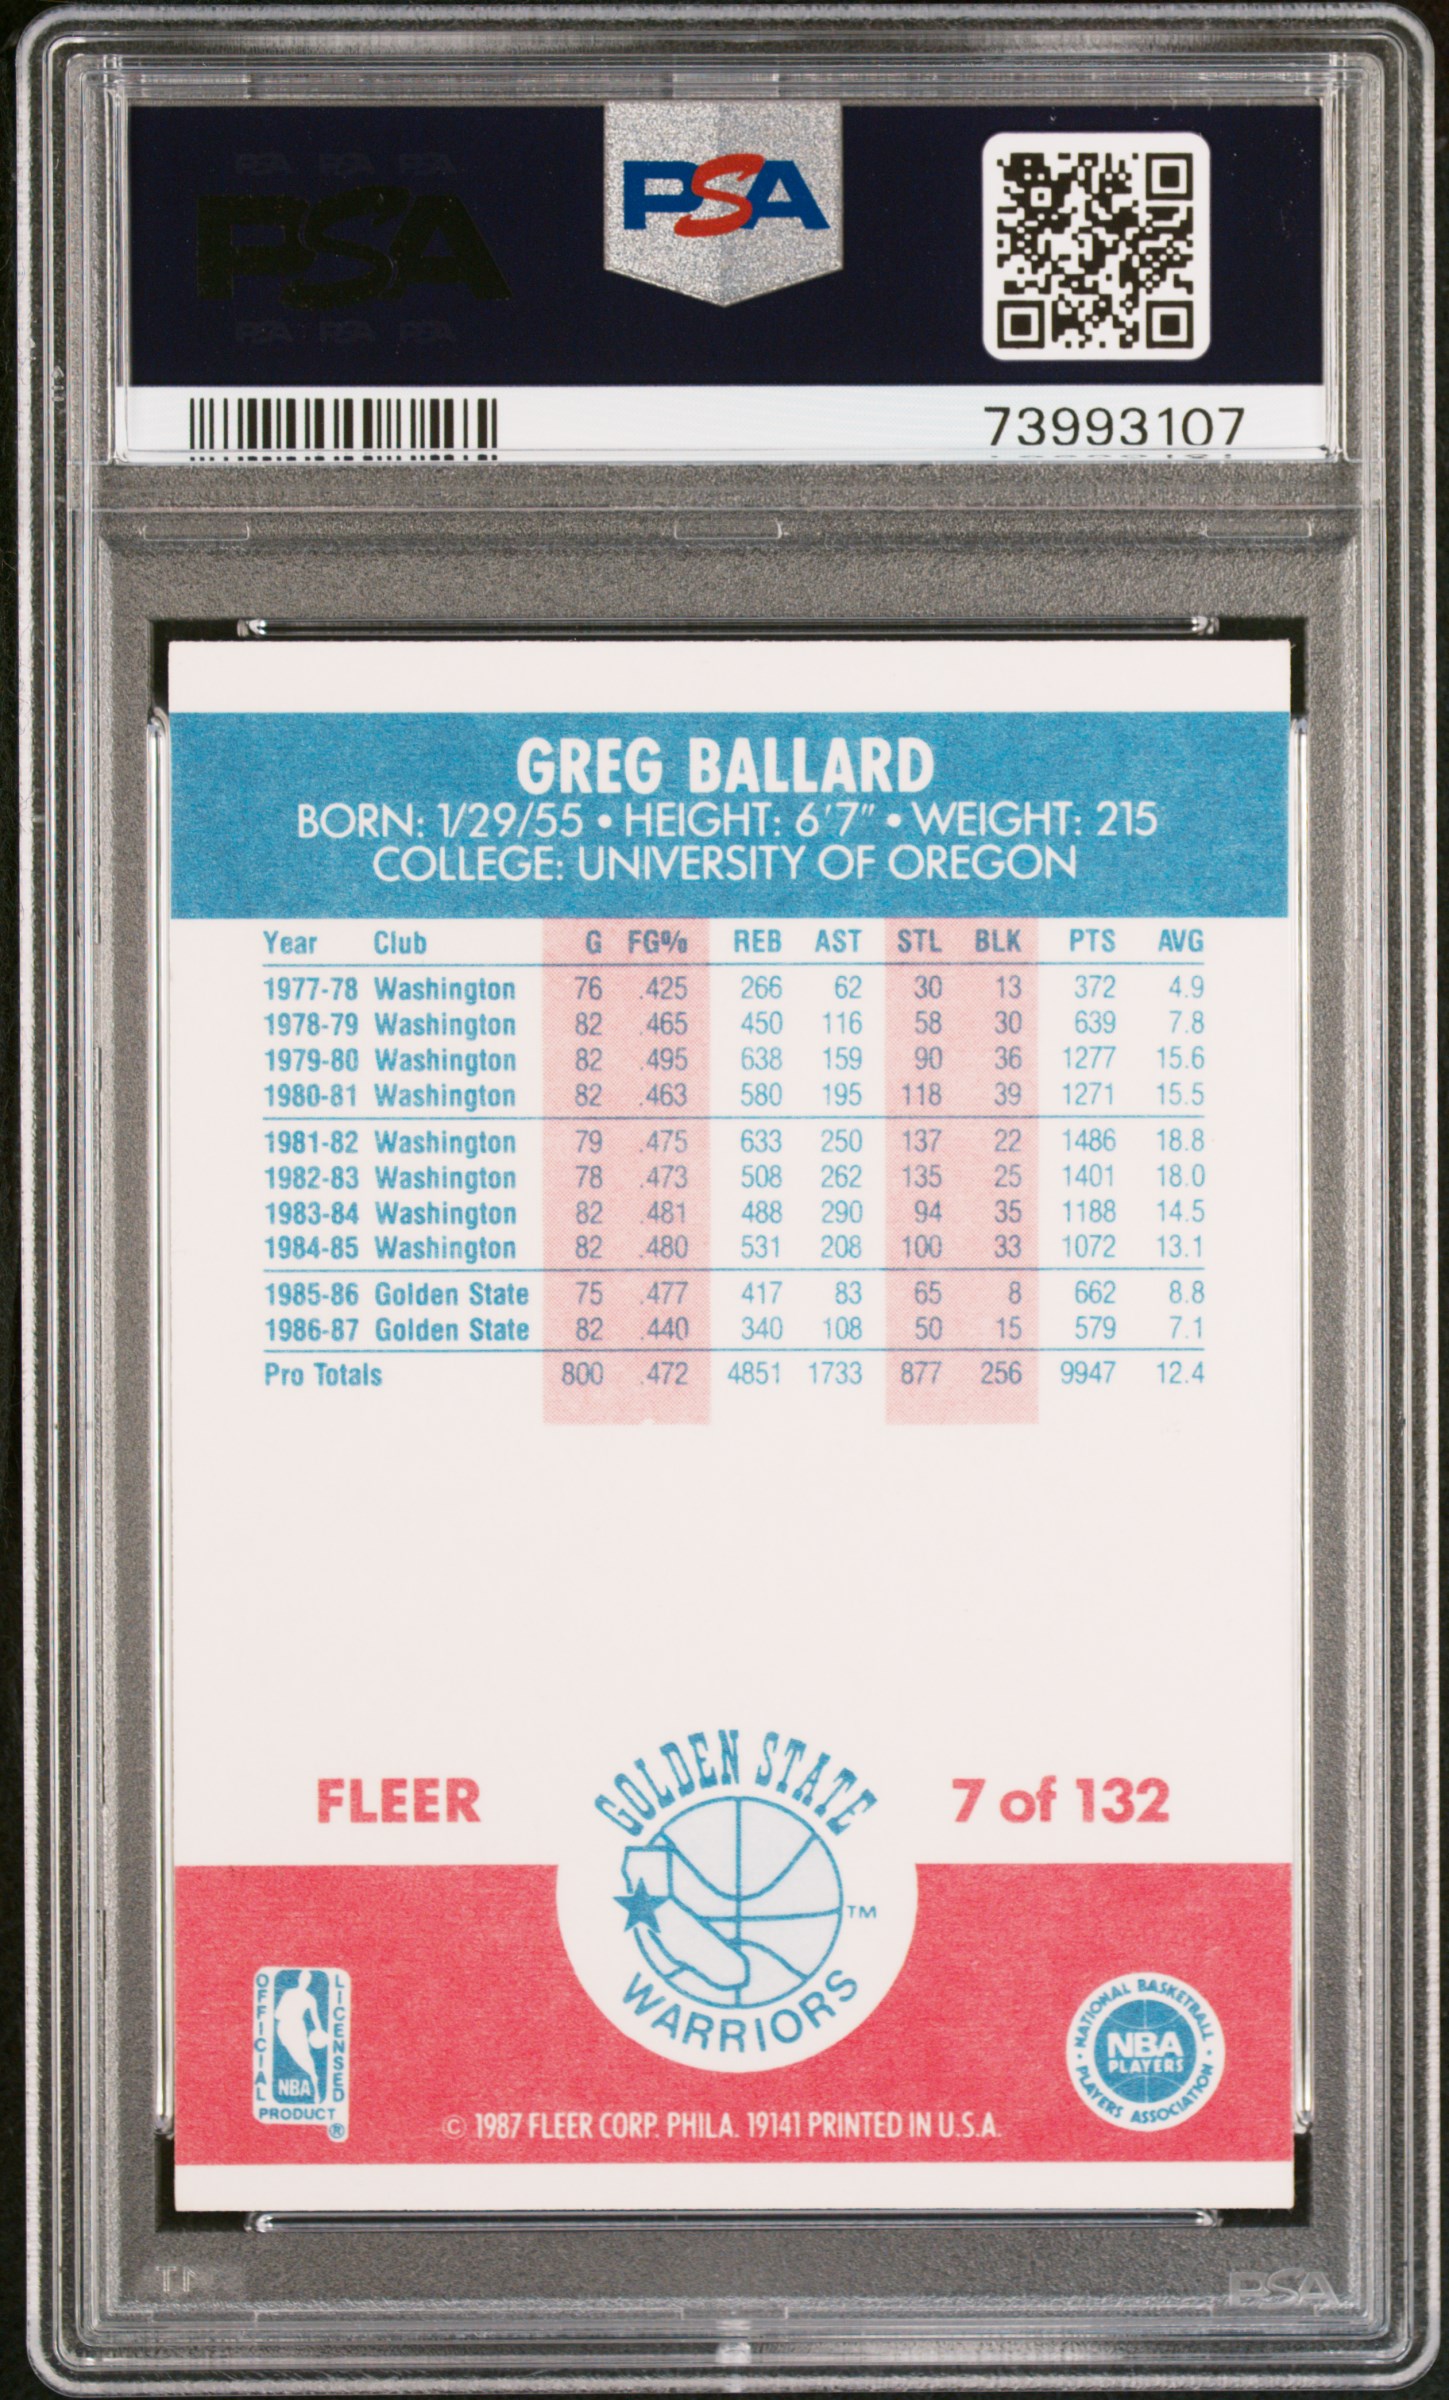 PSA PSA PSA
PSA
PSA PSA PSA
PSA
73993107
GREG BALLARD
BORN: 1/29/55 • HEIGHT: 6'7" • WEIGHT: 215
COLLEGE: UNIVERSITY OF OREGON
Year Club G FG% REB AST STL BLK PTS AVG
1977-78 Washington 76 .425 266 62 30 13 372 4.9
1978-79 Washington 82 .465 450 116 58 30 639 7.8
1979-80 Washington 82 .495 638 159 90 36 1277 15.6
1980-81 Washington 82 .463 580 195 118 39 1271 15.5
1981-82 Washington 79 .475 633 250 137 22 1486 18.8
1982-83 Washington 78 .473 508 262 135 25 1401 18.0
1983-84 Washington 82 .481 488 290 94 35 1188 14.5
1984-85 Washington 82 .480 531 208 100 33 1072 13.1
1985-86 Golden State 75 .477 417 83 65 8 662 8.8
1986-87 Golden State 82 .440 340 108 50 15 579 7.1
Pro Totals 800 .472 4851 1733 877 256 9947 12.4
FLEER
GOLDEN STATE
WARRIORS
TM
7 of 132
OFFICIAL LICENSED
NBA
PRODUCT
®
© 1987 FLEER CORP. PHILA. 19141 PRINTED IN U.S.A.
• NATIONAL BASKETBALL •
NBA
PLAYERS
PLAYERS ASSOCIATION
PSA